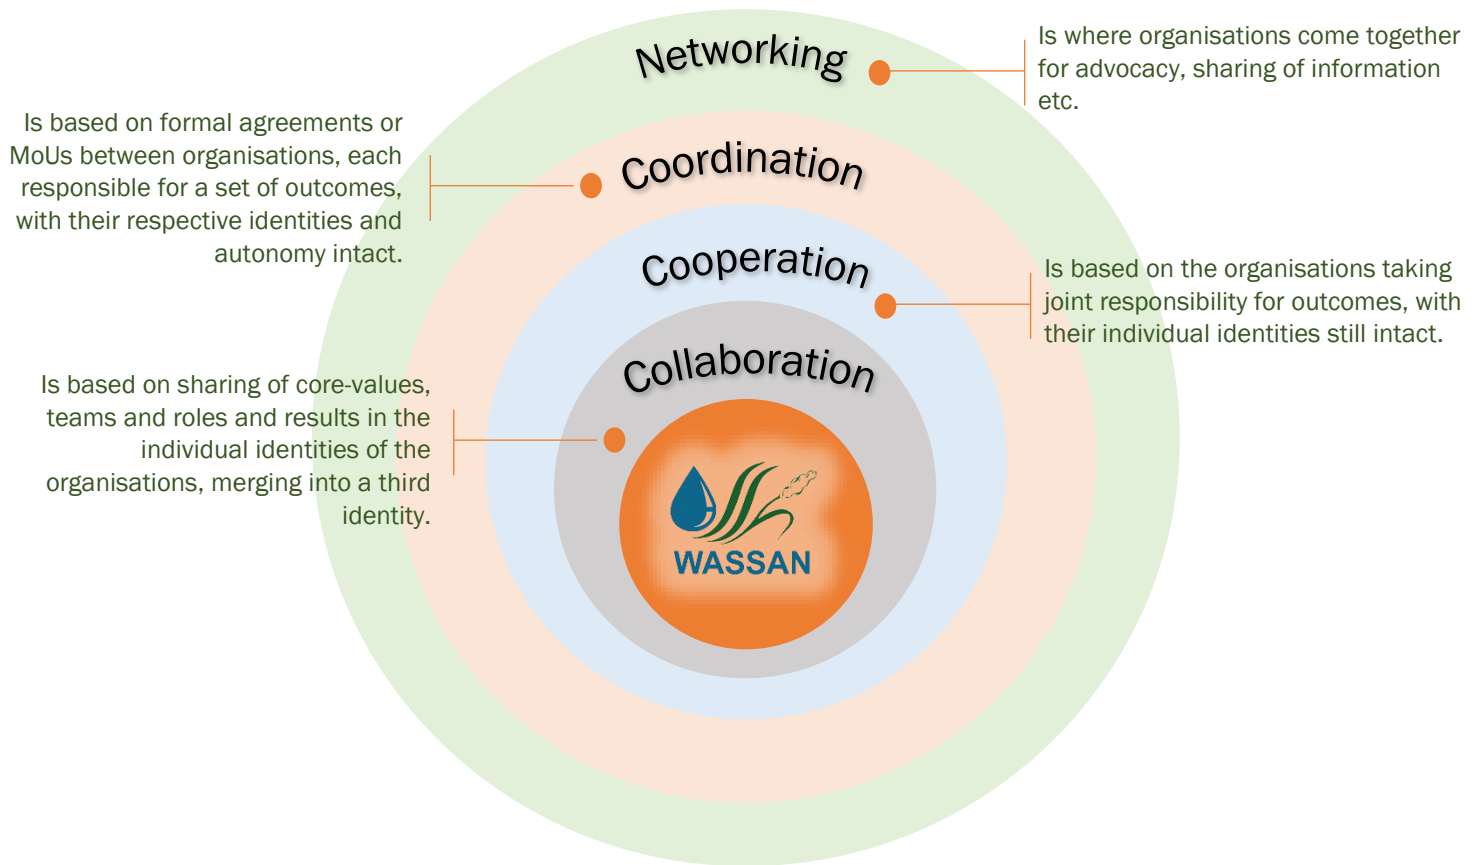 Networking
Is where organisations come together
for advocacy, sharing of information
etc.
Is based on formal agreements or
MoUs between organisations, each
responsible for a set of outcomes,
with their respective identities and
autonomy intact.
Coordination
Cooperation
Is based on the organisations taking
joint responsibility for outcomes, with
their individual identities still intact.
Collaboration
Is based on sharing of core-values,
teams and roles and results in the
individual identities of the
organisations, merging into a third
identity.
WASSAN